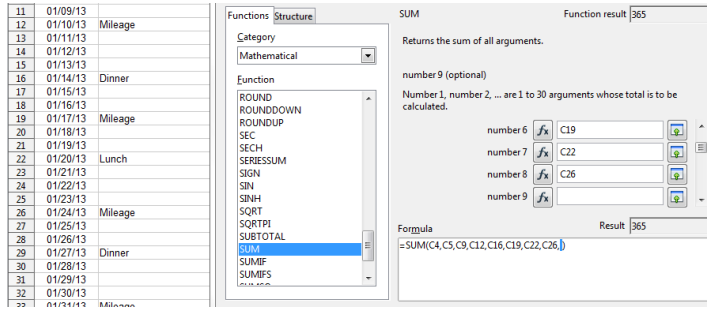 11 01/09/13
12 01/10/13 Mileage
13 01/11/13
14 01/12/13
15 01/13/13
16 01/14/13 Dinner
17 01/15/13
18 01/16/13
19 01/17/13 Mileage
20 01/18/13
21 01/19/13
22 01/20/13 Lunch
23 01/21/13
24 01/22/13
25 01/23/13
26 01/24/13 Mileage
27 01/25/13
28 01/26/13
29 01/27/13 Dinner
30 01/28/13
31 01/29/13
32 01/30/13
33 01/31/13 Mileage
Functions Structure
Category
Mathematical
Function
ROUND
ROUNDDOWN
ROUNDUP
SEC
SECH
SERIESSUM
SIGN
SIN
SINH
SQRT
SQRTPI
SUBTOTAL
SUM
SUMIF
SUMIFS
SUM Function result 365
Returns the sum of all arguments.
number 9 (optional)
Number 1, number 2, ... are 1 to 30 arguments whose total is to be
calculated.
number 6 fx C19
number 7 fx C22
number 8 fx C26
number 9 fx
Formula Result 365
=SUM(C4,C5,C9,C12,C16,C19,C22,C26, )